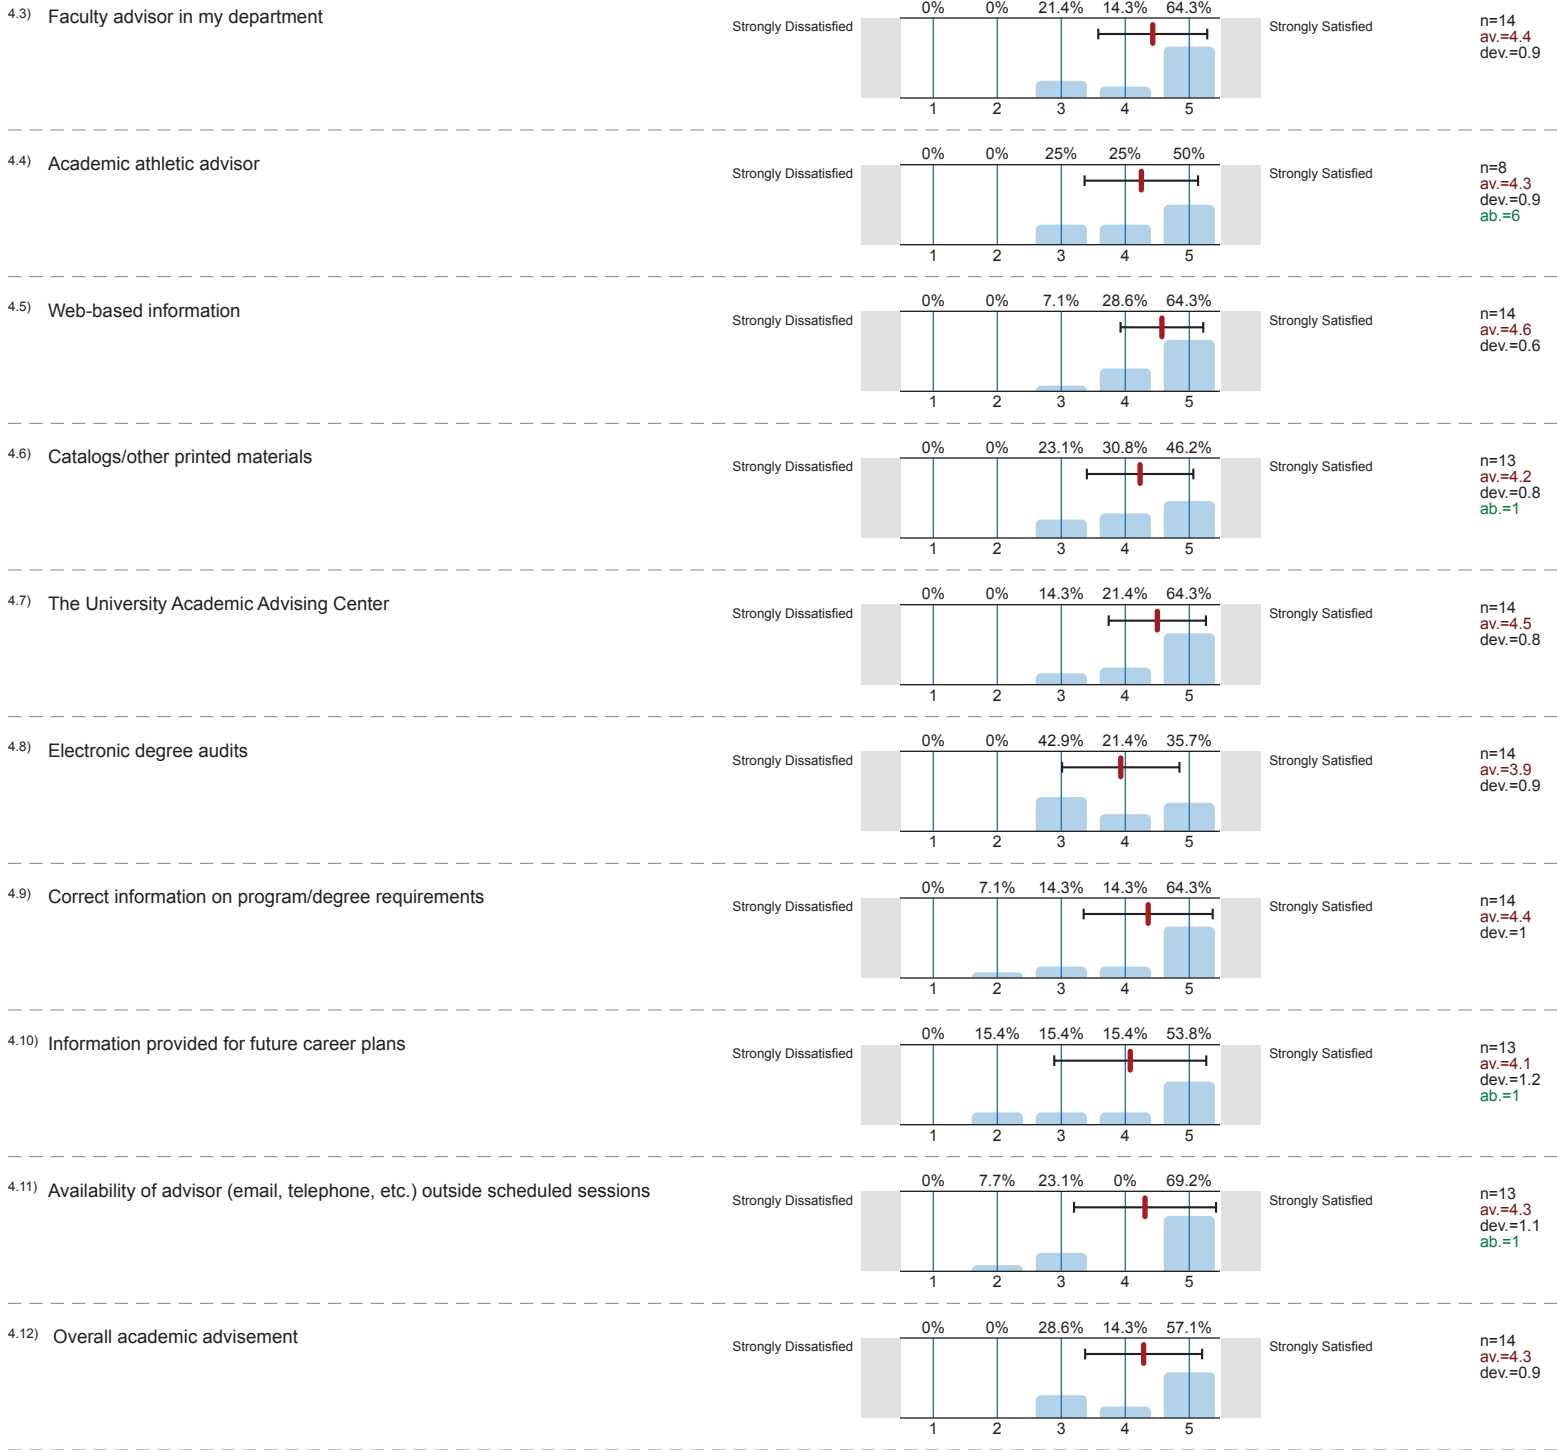 4.3) Faculty advisor in my department
0% 0% 21.4% 14.3% 64.3%
Strongly Dissatisfied Strongly Satisfied
n=14
av.=4.4
dev.=0.9
1 2 3 4 5
4.4) Academic athletic advisor
0% 0% 25% 25% 50%
Strongly Dissatisfied Strongly Satisfied
n=8
av.=4.3
dev.=0.9
ab.=6
1 2 3 4 5
4.5) Web-based information
0% 0% 7.1% 28.6% 64.3%
Strongly Dissatisfied Strongly Satisfied
n=14
av.=4.6
dev.=0.6
1 2 3 4 5
4.6) Catalogs/other printed materials
0% 0% 23.1% 30.8% 46.2%
Strongly Dissatisfied Strongly Satisfied
n=13
av.=4.2
dev.=0.8
ab.=1
1 2 3 4 5
4.7) The University Academic Advising Center
0% 0% 14.3% 21.4% 64.3%
Strongly Dissatisfied Strongly Satisfied
n=14
av.=4.5
dev.=0.8
1 2 3 4 5
4.8) Electronic degree audits
0% 0% 42.9% 21.4% 35.7%
Strongly Dissatisfied Strongly Satisfied
n=14
av.=3.9
dev.=0.9
1 2 3 4 5
4.9) Correct information on program/degree requirements
0% 7.1% 14.3% 14.3% 64.3%
Strongly Dissatisfied Strongly Satisfied
n=14
av.=4.4
dev.=1
1 2 3 4 5
4.10) Information provided for future career plans
0% 15.4% 15.4% 15.4% 53.8%
Strongly Dissatisfied Strongly Satisfied
n=13
av.=4.1
dev.=1.2
ab.=1
1 2 3 4 5
4.11) Availability of advisor (email, telephone, etc.) outside scheduled sessions
0% 7.7% 23.1% 0% 69.2%
Strongly Dissatisfied Strongly Satisfied
n=13
av.=4.3
dev.=1.1
ab.=1
1 2 3 4 5
4.12) Overall academic advisement
0% 0% 28.6% 14.3% 57.1%
Strongly Dissatisfied Strongly Satisfied
n=14
av.=4.3
dev.=0.9
1 2 3 4 5